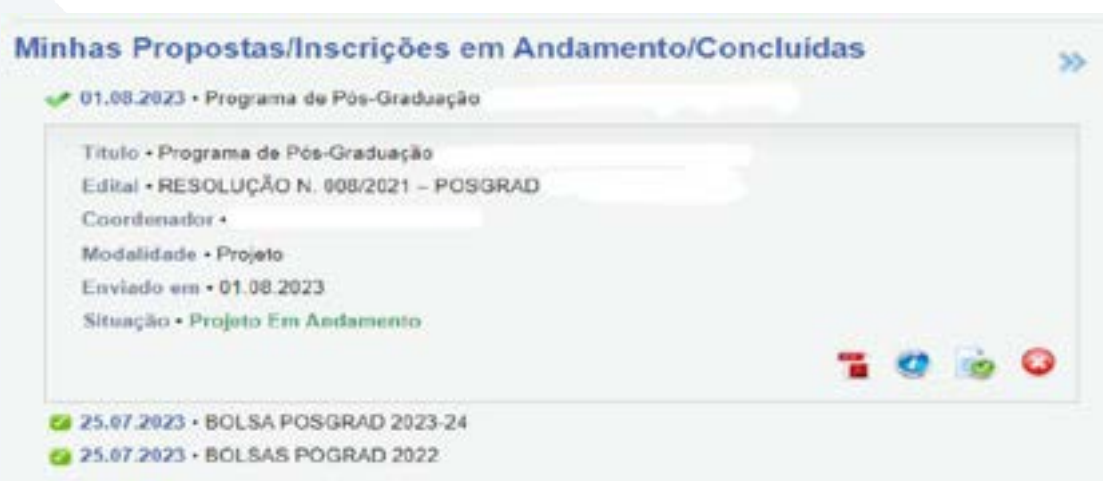 Minhas Propostas/Inscrições em Andamento/Concluídas
01.08.2023 • Programa de Pós-Graduação
Título • Programa de Pós-Graduação
Edital • RESOLUÇÃO N. 008/2021 – POSGRAD
Coordenador •
Modalidade • Projeto
Enviado em • 01.08.2023
Situação • Projeto Em Andamento
25.07.2023 • BOLSA POSGRAD 2023-24
25.07.2023 • BOLSAS POGRAD 2022